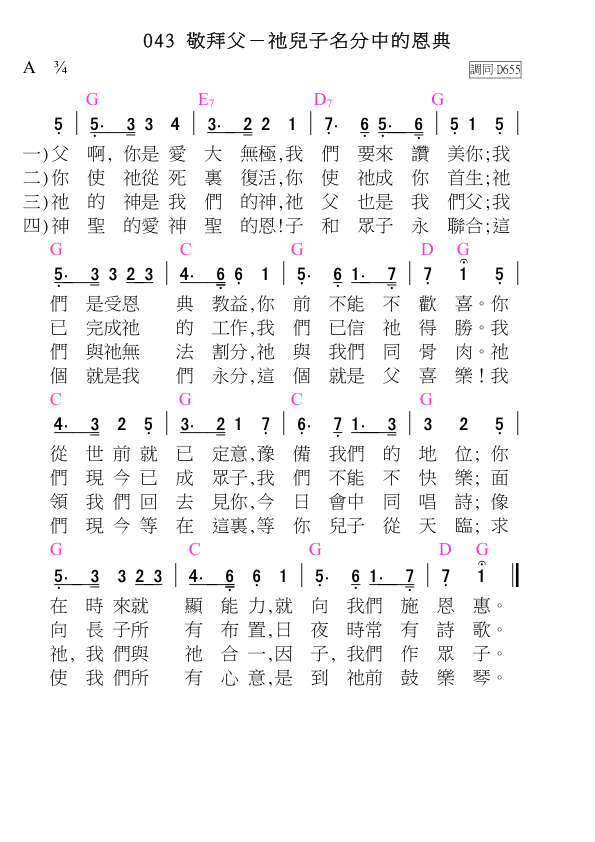 043 敬拜父－祂兒子名分中的恩典
A 3/4 調同D655
G E7 D7 G
5 | 5· 3 3 4 | 3· 2 2 1 | 7· 6 5· 6 | 5 1 5 |
一)父 啊, 你是 愛 大 無極,我 們 要來 讚 美你;我
二)你 使 祂從 死 裏 復活,你 使 祂成 你 首生;祂
三)祂 的 神是 我 們 的神,祂 父 也是 我 們父;我
四)神 聖 的愛 神 聖 的恩!子 和 眾子 永 聯合;這
G C G D G
5· 3 3 2 3 | 4· 6 6 1 | 5· 6 1· 7 | 7 1 5 |
們 是受恩 典 教益,你 前 不能 不 歡 喜。你
已 完成祂 的 工作,我 們 已信 祂 得 勝。我
們 與祂無 法 割分,祂 與 我們 同 骨 肉。祂
個 就是我 們 永分,這 個 就是 父 喜 樂!我
C G C G
4· 3 2 5 | 3· 2 1 7 | 6· 7 1· 3 | 3 2 5 |
從 世 前 就 已 定意,豫 備 我們 的 地 位; 你
們 現 今 已 成 眾子,我 們 不能 不 快 樂; 面
領 我 們 回 去 見你,今 日 會中 同 唱 詩; 像
們 現 今 等 在 這裏,等 你 兒子 從 天 臨; 求
G C G D G
5· 3 3 2 3 | 4· 6 6 1 | 5· 6 1· 7 | 7 1 ‖
在 時 來就 顯 能 力,就 向 我們 施 恩 惠。
向 長 子所 有 布 置,日 夜 時常 有 詩 歌。
祂, 我 們與 祂 合 一,因 子, 我們 作 眾 子。
使 我 們所 有 心 意,是 到 祂前 鼓 樂 琴。